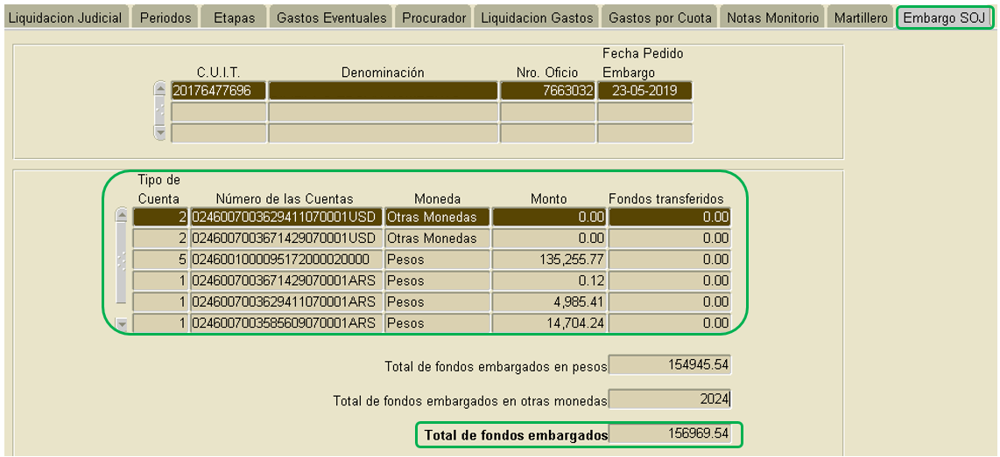 Liquidacion Judicial Periodos Etapas Gastos Eventuales Procurador Liquidacion Gastos Gastos por Cuota Notas Monitorio Martillero Embargo SOJ
Fecha Pedido
C.U.I.T. Denominación Nro. Oficio Embargo
20176477696 7663032 23-05-2019
Tipo de
Cuenta Número de las Cuentas Moneda Monto Fondos transferidos
2 0246007003629411070001USD Otras Monedas 0.00 0.00
2 0246007003671429070001USD Otras Monedas 0.00 0.00
5 0246001000095172000020000 Pesos 135,255.77 0.00
1 0246007003671429070001ARS Pesos 0.12 0.00
1 0246007003629411070001ARS Pesos 4,985.41 0.00
1 0246007003585609070001ARS Pesos 14,704.24 0.00
Total de fondos embargados en pesos 154945.54
Total de fondos embargados en otras monedas 2024
Total de fondos embargados 156969.54